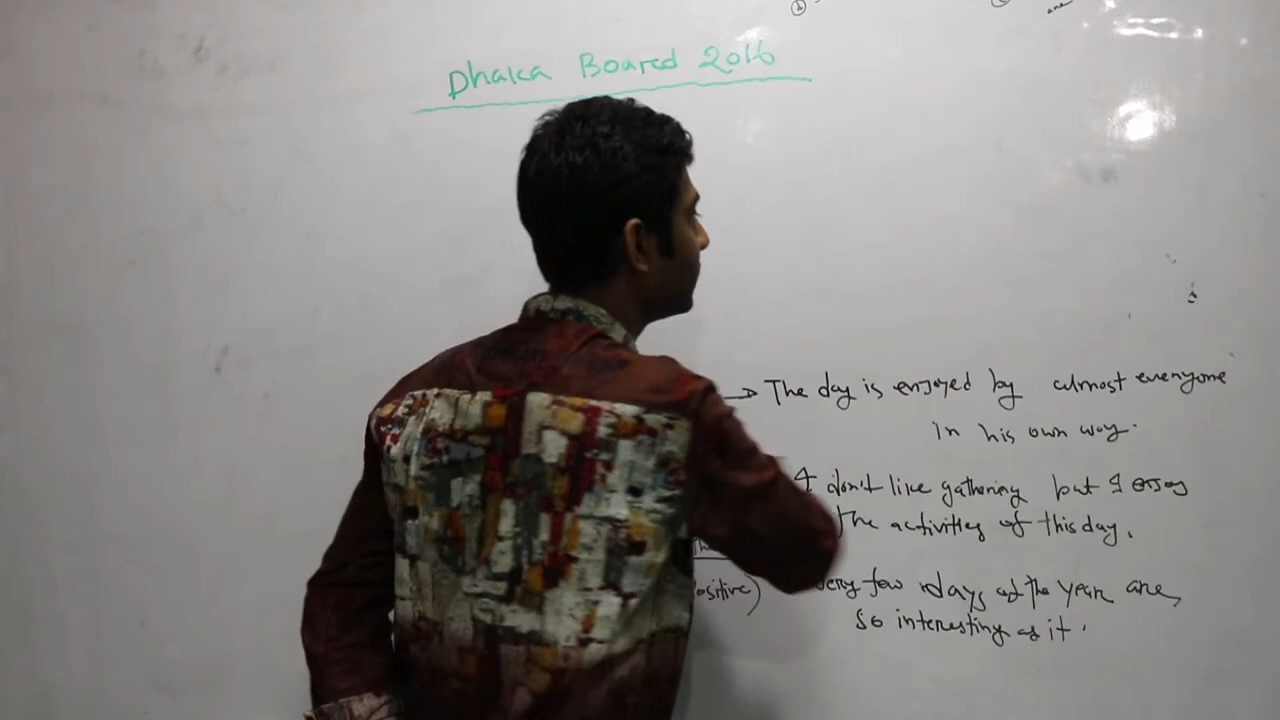 Dhaka Board 2016
→ The day is enjoyed by almost everyone
in his own way.
I don't like gathering but I enjoy
the activities of this day.
ositive) very few days of the year are
so interesting as it.